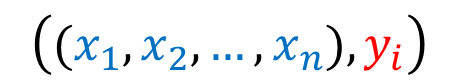 ((x₁, x₂, …, xₙ), yᵢ)